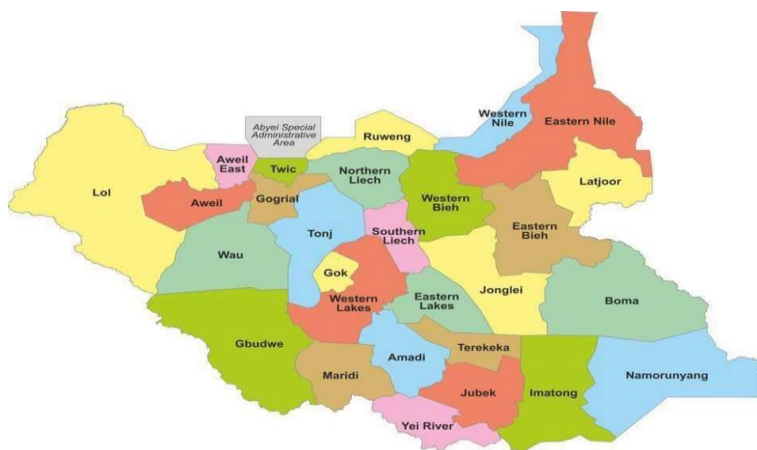 Abyei Special
Administrative
Area
Western
Nile
Eastern Nile
Ruweng
Aweil
East
Twic
Northern
Liech
Lol
Gogrial
Western
Bieh
Latjoor
Aweil
Eastern
Bieh
Tonj
Southern
Liech
Wau
Gok
Jonglei
Western
Lakes
Eastern
Lakes
Boma
Gbudwe
Amadi
Terekeka
Maridi
Namorunyang
Jubek
Imatong
Yei River